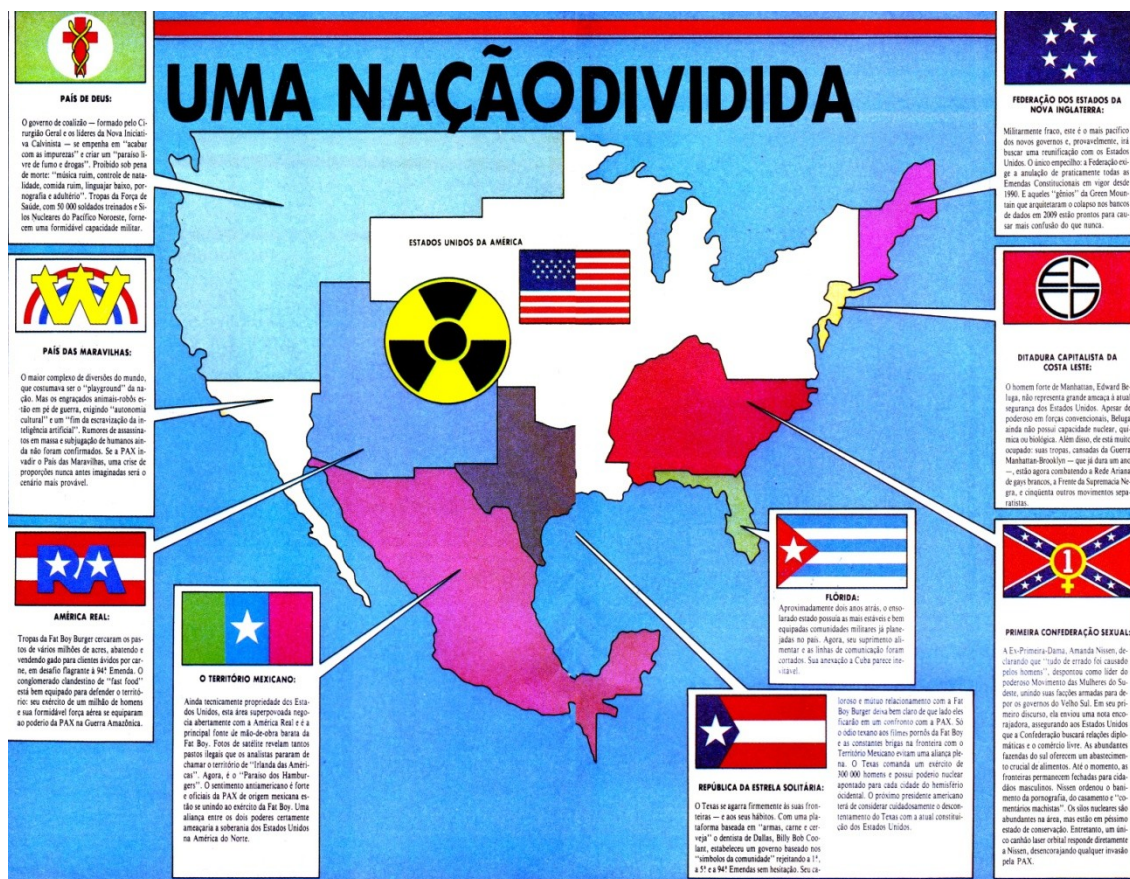 UMA NAÇÃO DIVIDIDA
PAÍS DE DEUS:
O governo de coalizão — formado pelo Ci-
rurgião Geral e os líderes da Nova Iniciati-
va Calvinista — se empenha em "acabar
com as impurezas" e criar um "paraíso li-
vre de fumo e drogas". Proibido sob pena
de morte: "música ruim, controle de nata-
lidade, comida ruim, linguajar baixo, por-
nografia e adultério". Tropas da Força de
Saúde, com 50 000 soldados treinados e Si-
los Nucleares do Pacífico Noroeste, forne-
cem uma formidável capacidade militar.
W
PAÍS DAS MARAVILHAS:
O maior complexo de diversões do mundo,
que costumava ser o "playground" da na-
ção. Mas os engraçados animais-robôs es-
tão em pé de guerra, exigindo "autonomia
cultural" e um "fim da escravização da in-
teligência artificial". Rumores de assassina-
tos em massa e subjugação de humanos ain-
da não foram confirmados. Se a PAX in-
vadir o País das Maravilhas, uma crise de
proporções nunca antes imaginadas será o
cenário mais provável.
RA
AMÉRICA REAL:
Tropas da Fat Boy Burger cercaram os pas-
tos de vários milhões de acres, abatendo e
vendendo gado para clientes ávidos por car-
ne, em desafio flagrante à 94ª Emenda. O
conglomerado clandestino de "fast food"
está bem equipado para defender o territó-
rio: seu exército de um milhão de homens
e sua formidável força aérea se equiparam
ao poderio da PAX na Guerra Amazônica.
O TERRITÓRIO MEXICANO:
Ainda tecnicamente propriedade dos Esta-
dos Unidos, esta área superpovoada nego-
cia abertamente com a América Real e é a
principal fonte de mão-de-obra barata da
Fat Boy. Fotos de satélite revelam tantos
pastos ilegais que os analistas pararam de
chamar o território de "Irlanda das Améri-
cas". Agora, é o "Paraíso dos Hambur-
gers". O sentimento antiamericano é forte
e oficiais da PAX de origem mexicana es-
tão se unindo ao exército da Fat Boy. Uma
aliança entre os dois poderes certamente
ameaçaria a soberania dos Estados Unidos
na América do Norte.
ESTADOS UNIDOS DA AMÉRICA
FLÓRIDA:
Aproximadamente dois anos atrás, o enso-
larado estado possuía as mais estáveis e bem
equipadas comunidades militares já plane-
jadas no país. Agora, seu suprimento ali-
mentar e as linhas de comunicação foram
cortados. Sua anexação a Cuba parece ine-
vitável.
REPÚBLICA DA ESTRELA SOLITÁRIA:
O Texas se agarra firmemente às suas fron-
teiras — e aos seus hábitos. Com uma pla-
taforma baseada em "armas, carne e cer-
veja" o dentista de Dallas, Billy Bob Coo-
lant, estabeleceu um governo baseado nos
"símbolos da comunidade" rejeitando a 1ª,
a 5ª e a 94ª Emendas sem hesitação. Seu ca-
loroso e mútuo relacionamento com a Fat
Boy Burger deixa bem claro de que lado eles
ficarão em um confronto com a PAX. Só
o ódio texano aos filmes pornôs da Fat Boy
e as constantes brigas na fronteira com o
Território Mexicano evitam uma aliança ple-
na. O Texas comanda um exército de
300 000 homens e possui poderio nuclear
apontado para cada cidade do hemisfério
ocidental. O próximo presidente americano
terá de considerar cuidadosamente o descon-
tentamento do Texas com a atual constitui-
ção dos Estados Unidos.
FEDERAÇÃO DOS ESTADOS DA
NOVA INGLATERRA:
Militarmente fraco, este é o mais pacífico
dos novos governos e, provavelmente, irá
buscar uma reunificação com os Estados
Unidos. O único empecilho: a Federação exi-
ge a anulação de praticamente todas as
Emendas Constitucionais em vigor desde
1990. E aqueles "gênios" da Green Moun-
tain que arquitetaram o colapso nos bancos
de dados em 2009 estão prontos para cau-
sar mais confusão do que nunca.
ECD
DITADURA CAPITALISTA DA
COSTA LESTE:
O homem forte de Manhattan, Edward Be-
luga, não representa grande ameaça à atual
segurança dos Estados Unidos. Apesar de
poderoso em forças convencionais, Beluga
ainda não possui capacidade nuclear, quí-
mica ou biológica. Além disso, ele está muito
ocupado: suas tropas, cansadas da Guerra
Manhattan-Brooklyn — que já dura um ano
—, estão agora combatendo a Rede Ariana
de gays brancos, a Frente da Supremacia Ne-
gra, e cinqüenta outros movimentos sepa-
ratistas.
1
PRIMEIRA CONFEDERAÇÃO SEXUAL:
A Ex-Primeira-Dama, Amanda Nissen, de-
clarando que "tudo de errado foi causado
pelos homens", despontou como líder do
poderoso Movimento das Mulheres do Su-
deste, unindo suas facções armadas para de-
por os governos do Velho Sul. Em seu pri-
meiro discurso, ela enviou uma nota enco-
rajadora, assegurando aos Estados Unidos
que a Confederação buscará relações diplo-
máticas e o comércio livre. As abundantes
fazendas do sul oferecem um abastecimen-
to crucial de alimentos. Até o momento, as
fronteiras permanecem fechadas para cida-
dãos masculinos. Nissen ordenou o bani-
mento da pornografia, do casamento e "co-
mentários machistas". Os silos nucleares são
abundantes na área, mas estão em péssimo
estado de conservação. Entretanto, um úni-
co canhão laser orbital responde diretamente
a Nissen, desencorajando qualquer invasão
pela PAX.